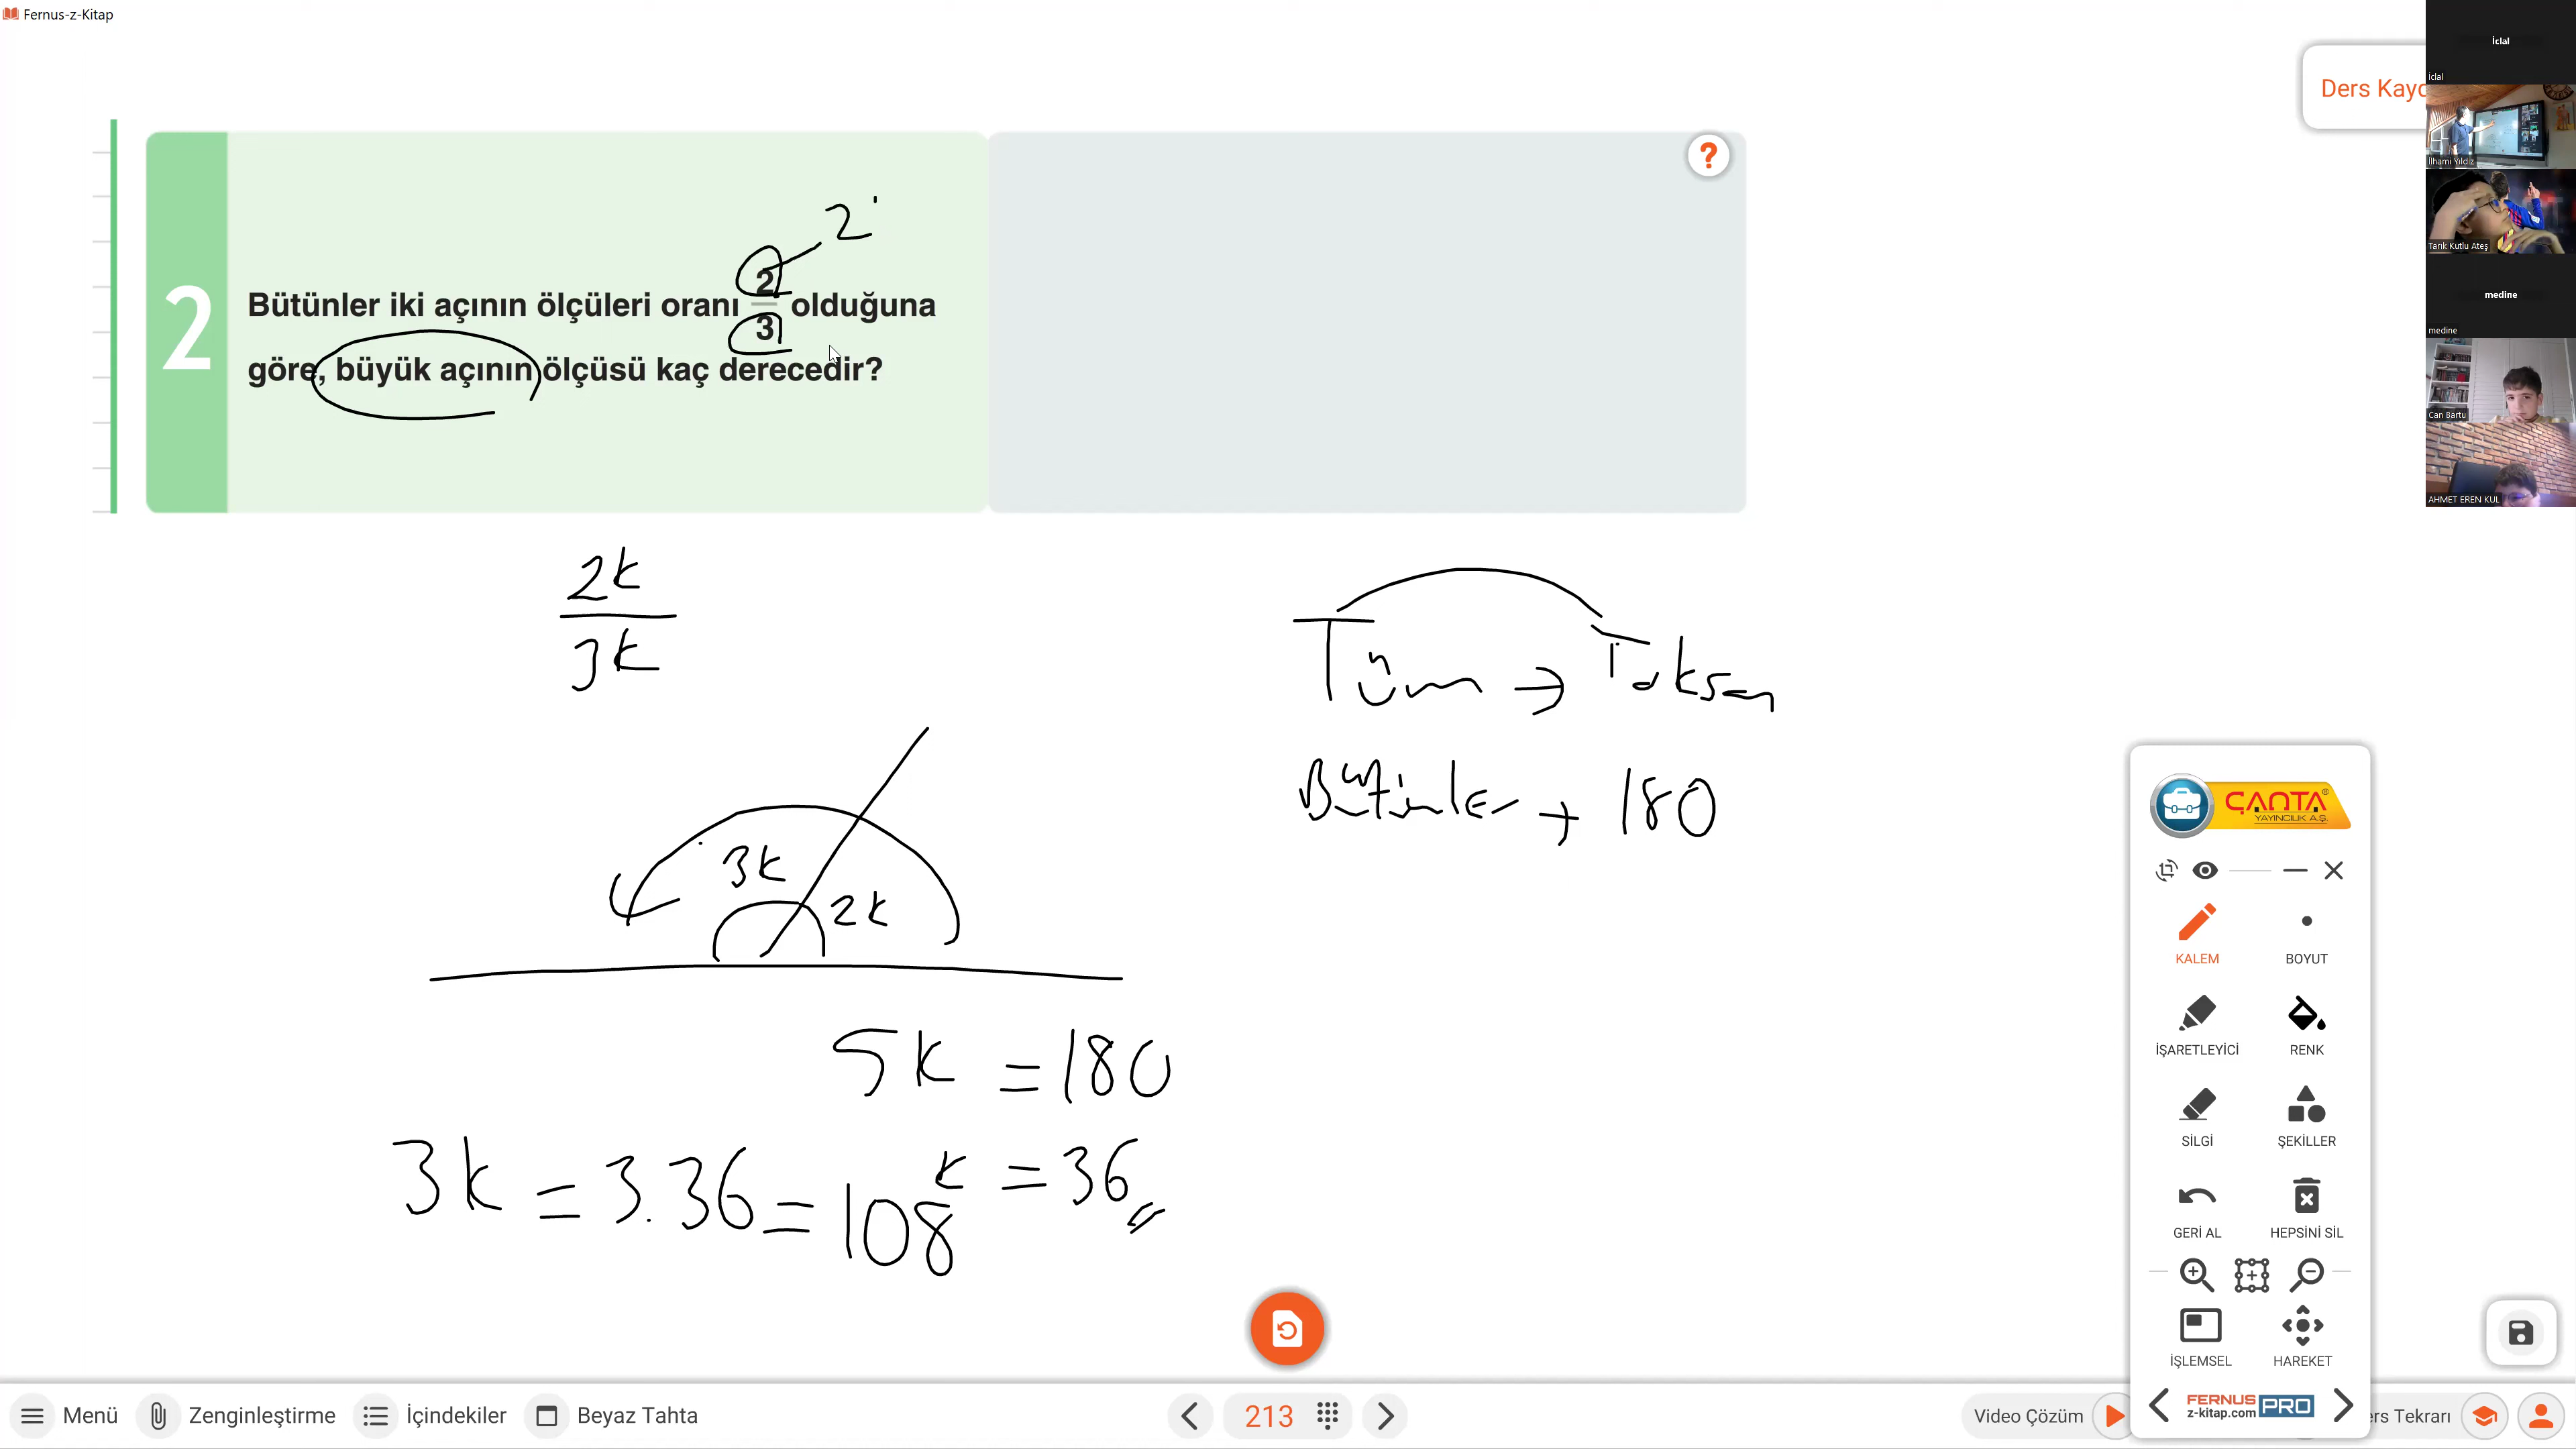 Fernus-z-Kitap
İclal
İclal
Ders Kayd
İlhami Yıldız
Tarık Kutlu Ateş
medine
medine
Can Bartu
AHMET EREN KUL
2
2
Bütünler iki açının ölçüleri oranı 2/3 olduğuna
göre, büyük açının ölçüsü kaç derecedir?
?
2k
3k
Tüm → Toksan
Bütünler → 180
3k
2k
5k = 180
k = 36
3k = 3.36 = 108
ÇANTA
YAYINCILIK A.Ş.
KALEM
BOYUT
İŞARETLEYİCİ
RENK
SİLGİ
ŞEKİLLER
GERİ AL
HEPSİNİ SİL
İŞLEMSEL
HAREKET
FERNUS PRO
z-kitap.com
Menü
Zenginleştirme
İçindekiler
Beyaz Tahta
213
Video Çözüm
ers Tekrarı